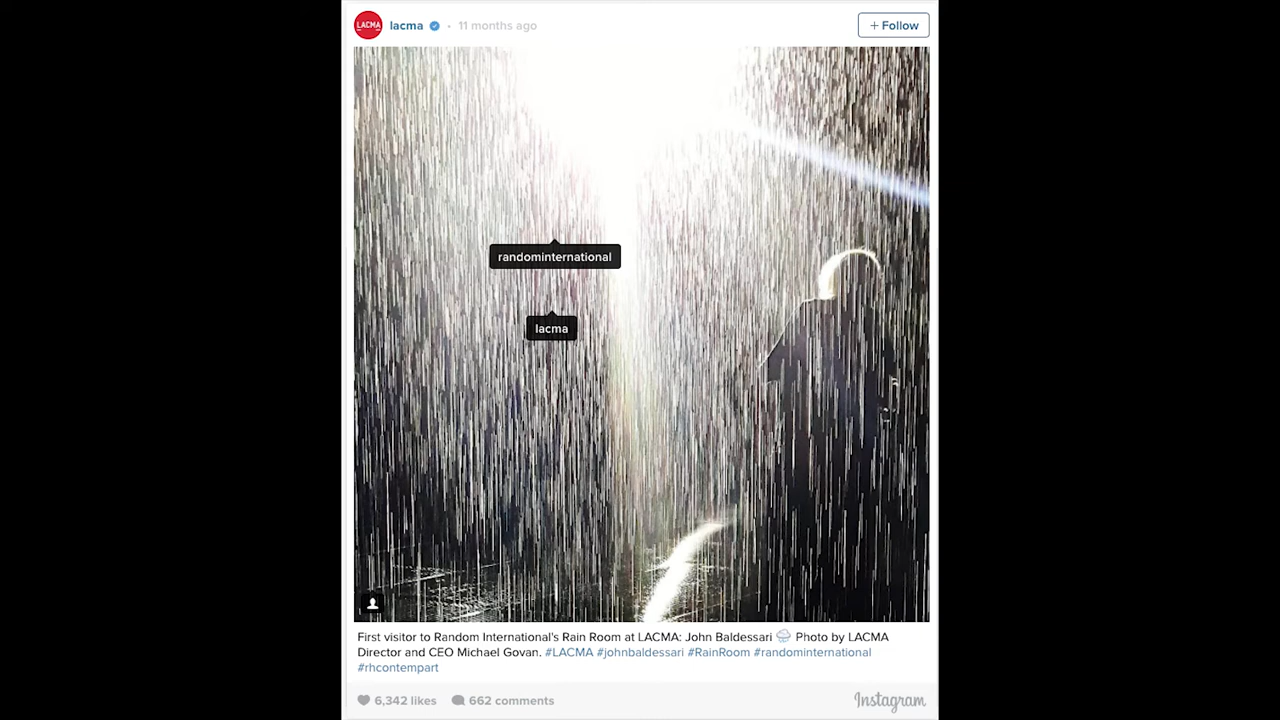 LACMA
lacma • 11 months ago
+ Follow
randominternational
lacma
First visitor to Random International's Rain Room at LACMA: John Baldessari 🌧 Photo by LACMA
Director and CEO Michael Govan. #LACMA #johnbaldessari #RainRoom #randominternational
#rhcontempart
6,342 likes 662 comments
Instagram